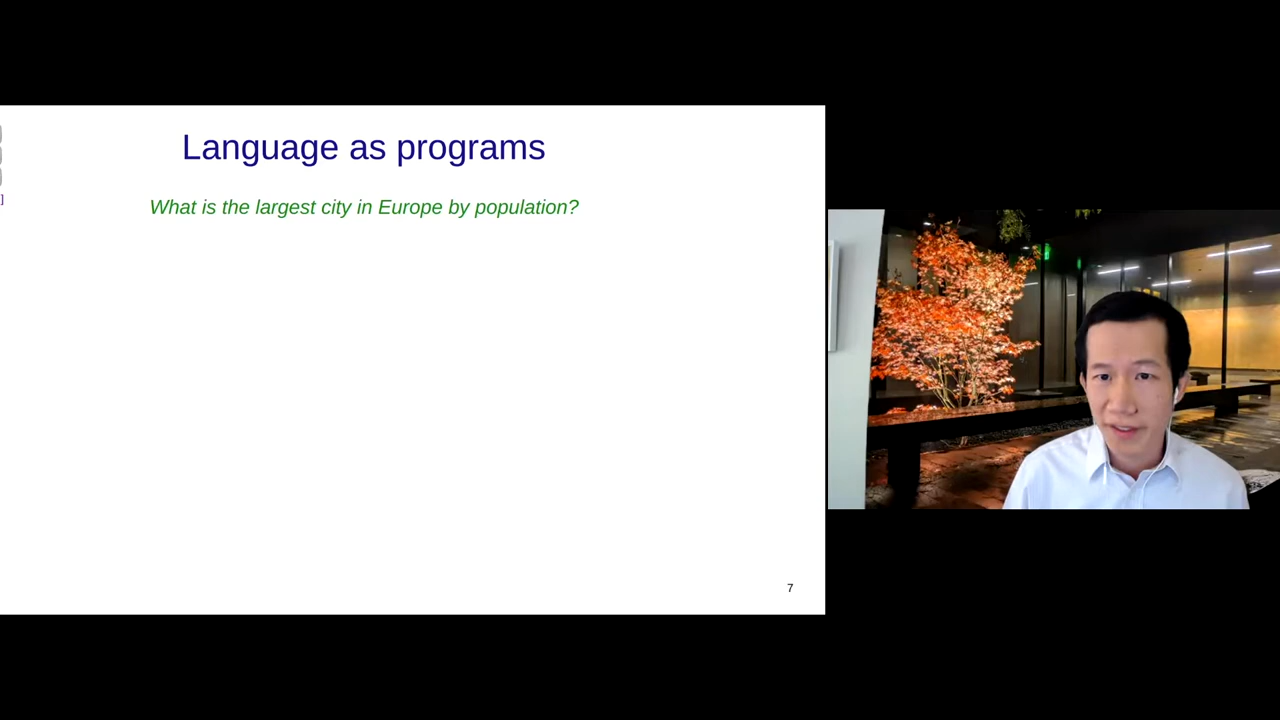 Language as programs
]
What is the largest city in Europe by population?
7